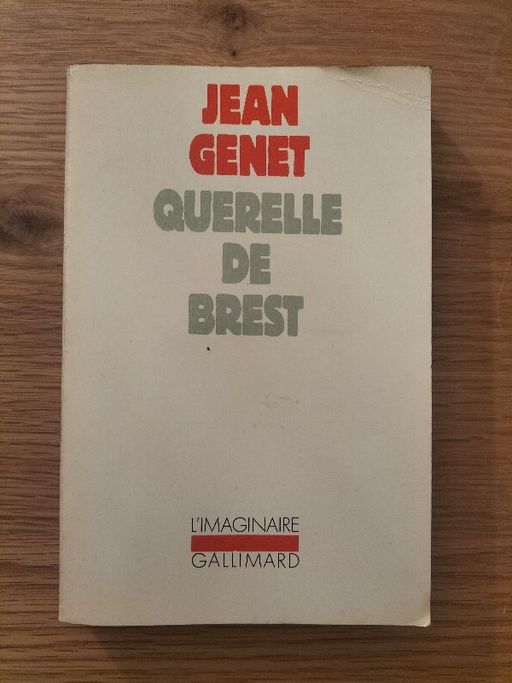 JEAN
GENET
QUERELLE
DE
BREST
L'IMAGINAIRE
GALLIMARD